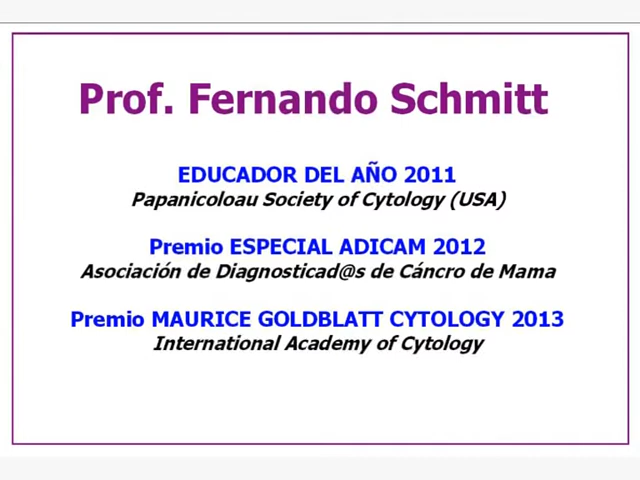 Prof. Fernando Schmitt
EDUCADOR DEL AÑO 2011
Papanicoloau Society of Cytology (USA)
Premio ESPECIAL ADICAM 2012
Asociación de Diagnosticad@s de Cáncro de Mama
Premio MAURICE GOLDBLATT CYTOLOGY 2013
International Academy of Cytology